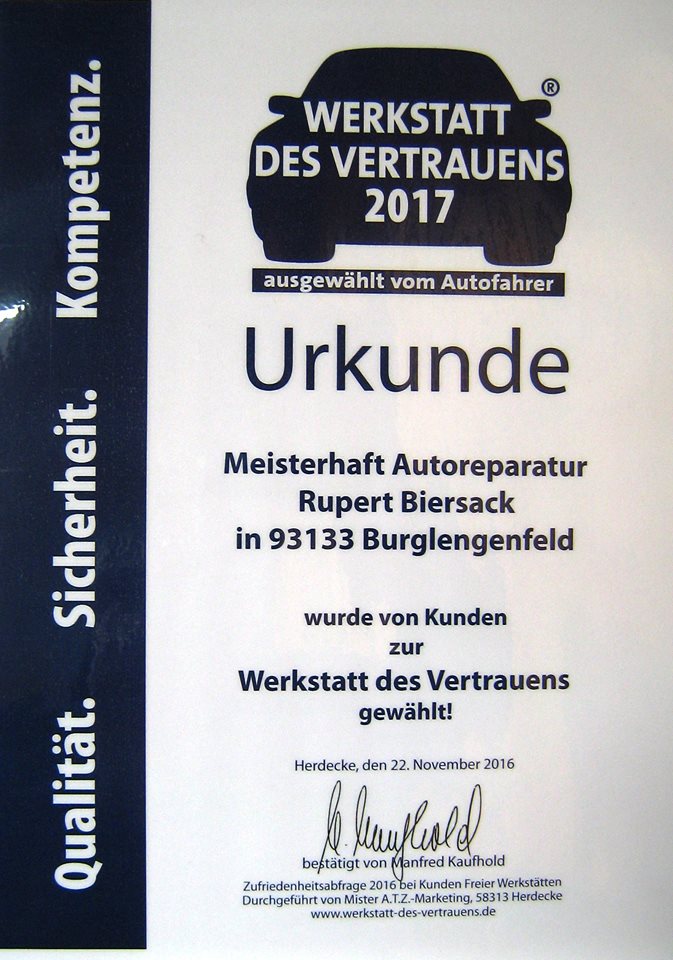 Qualität. Sicherheit. Kompetenz.
WERKSTATT
DES VERTRAUENS
2017
®
ausgewählt vom Autofahrer
Urkunde
Meisterhaft Autoreparatur
Rupert Biersack
in 93133 Burglengenfeld
wurde von Kunden
zur
Werkstatt des Vertrauens
gewählt!
Herdecke, den 22. November 2016
bestätigt von Manfred Kaufhold
Zufriedenheitsabfrage 2016 bei Kunden Freier Werkstätten
Durchgeführt von Mister A.T.Z.-Marketing, 58313 Herdecke
www.werkstatt-des-vertrauens.de